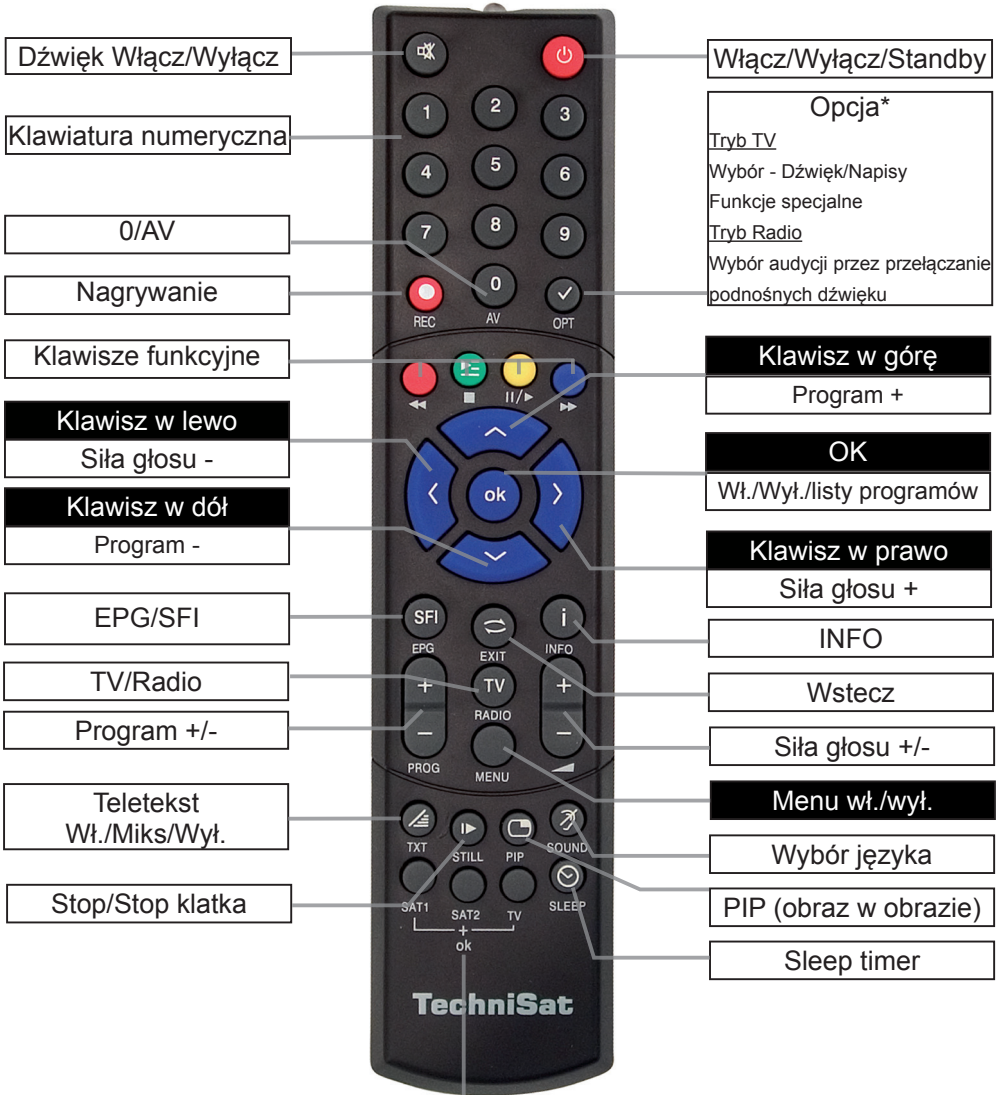 Dźwięk Włącz/Wyłącz
Klawiatura numeryczna
0/AV
Nagrywanie
Klawisze funkcyjne
Klawisz w lewo
Siła głosu -
Klawisz w dół
Program -
EPG/SFI
TV/Radio
Program +/-
Teletekst
Wł./Miks/Wył.
Stop/Stop klatka
1
2
3
4
5
6
7
8
9
0
REC
AV
OPT
ok
SFI
i
EPG
EXIT
INFO
+
TV
+
RADIO
-
-
PROG
MENU
TXT
STILL
PIP
SOUND
SAT1
SAT2
TV
SLEEP
+
ok
TechniSat
Włącz/Wyłącz/Standby
Opcja*
Tryb TV
Wybór - Dźwięk/Napisy
Funkcje specjalne
Tryb Radio
Wybór audycji przez przełączanie
podnośnych dźwięku
Klawisz w górę
Program +
OK
Wł./Wył./listy programów
Klawisz w prawo
Siła głosu +
INFO
Wstecz
Siła głosu +/-
Menu wł./wył.
Wybór języka
PIP (obraz w obrazie)
Sleep timer